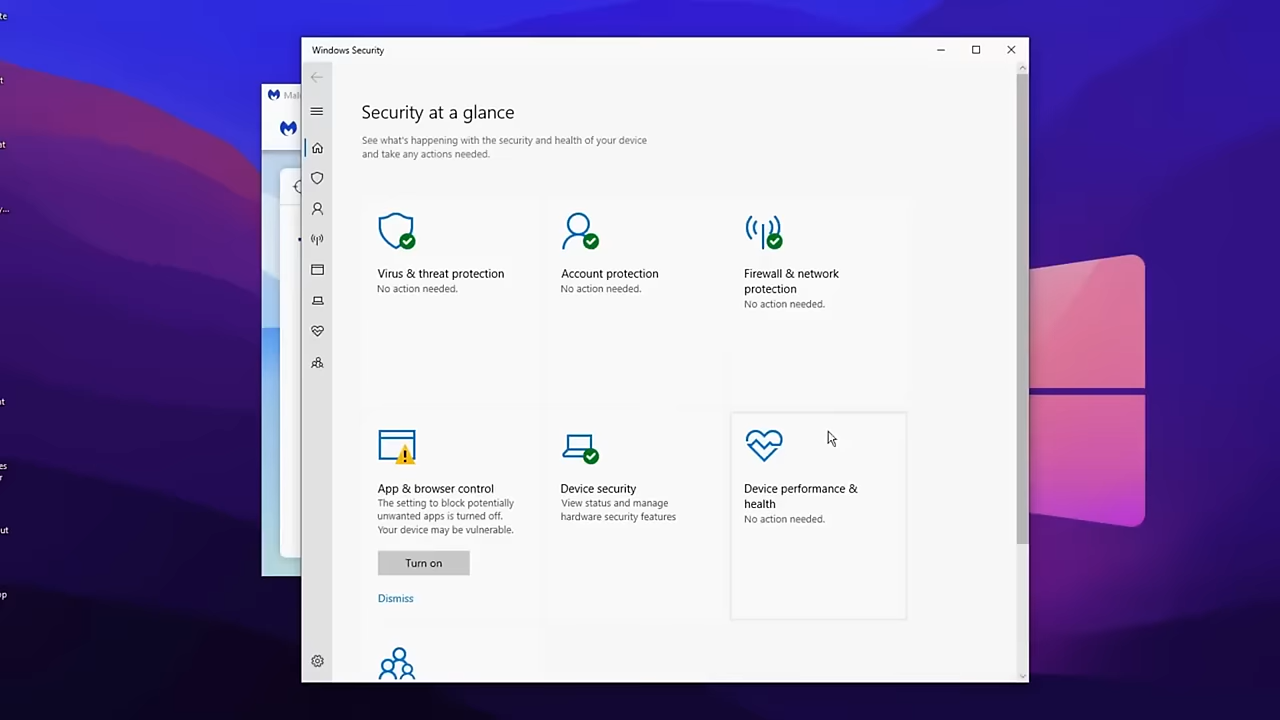 Windows Security
Security at a glance
See what's happening with the security and health of your device
and take any actions needed.
Virus & threat protection
No action needed.
Account protection
No action needed.
Firewall & network
protection
No action needed.
App & browser control
The setting to block potentially
unwanted apps is turned off.
Your device may be vulnerable.
Turn on
Dismiss
Device security
View status and manage
hardware security features
Device performance &
health
No action needed.